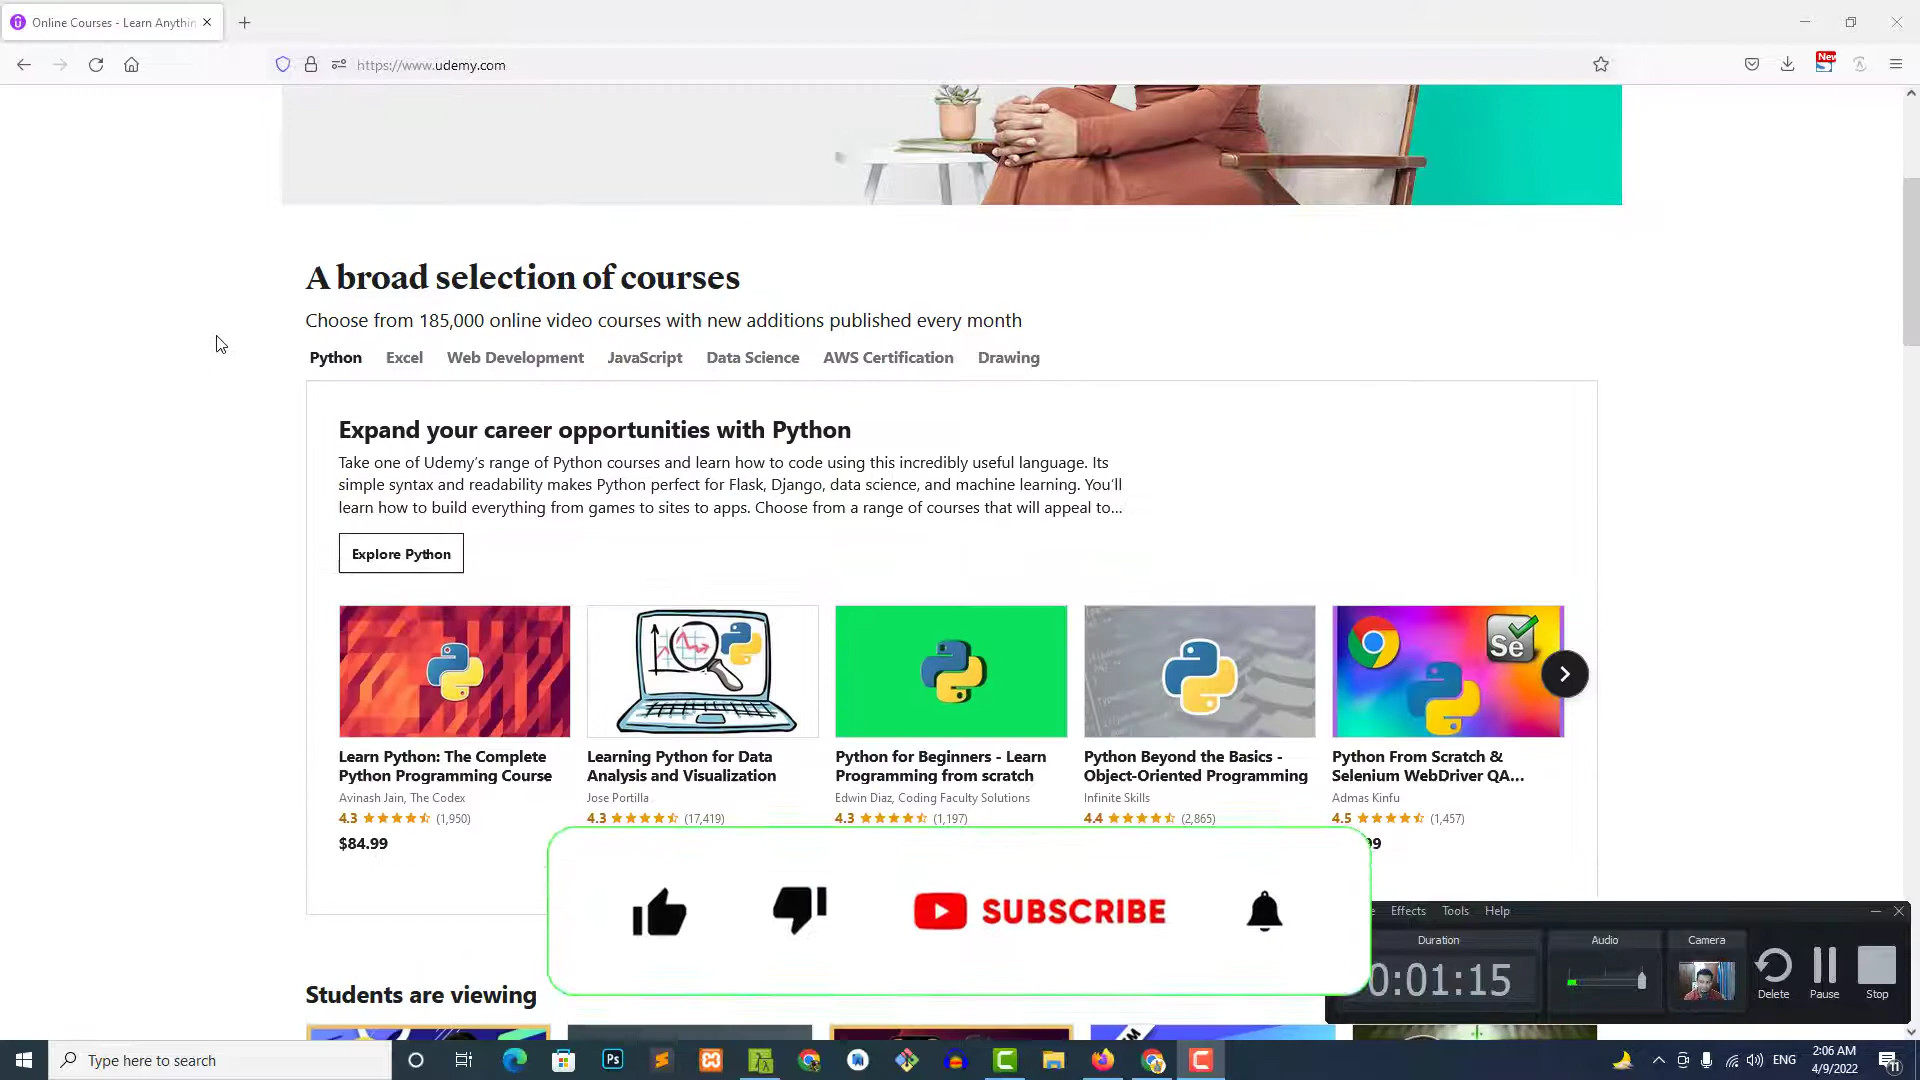 Online Courses - Learn Anythin
https://www.udemy.com
New
A broad selection of courses
Choose from 185,000 online video courses with new additions published every month
Python Excel Web Development JavaScript Data Science AWS Certification Drawing
Expand your career opportunities with Python
Take one of Udemy's range of Python courses and learn how to code using this incredibly useful language. Its
simple syntax and readability makes Python perfect for Flask, Django, data science, and machine learning. You'll
learn how to build everything from games to sites to apps. Choose from a range of courses that will appeal to...
Explore Python
Se
Learn Python: The Complete
Python Programming Course
Avinash Jain, The Codex
4.3 (1,950)
$84.99
Learning Python for Data
Analysis and Visualization
Jose Portilla
4.3 (17,419)
Python for Beginners - Learn
Programming from scratch
Edwin Diaz, Coding Faculty Solutions
4.3 (1,197)
Python Beyond the Basics -
Object-Oriented Programming
Infinite Skills
4.4 (2,865)
Python From Scratch &
Selenium WebDriver QA...
Admas Kinfu
4.5 (1,457)
99
SUBSCRIBE
Effects Tools Help
Duration
0:01:15
Audio
Camera
Delete
Pause
Stop
Students are viewing
Type here to search
Ps
ENG
2:06 AM
4/9/2022
11